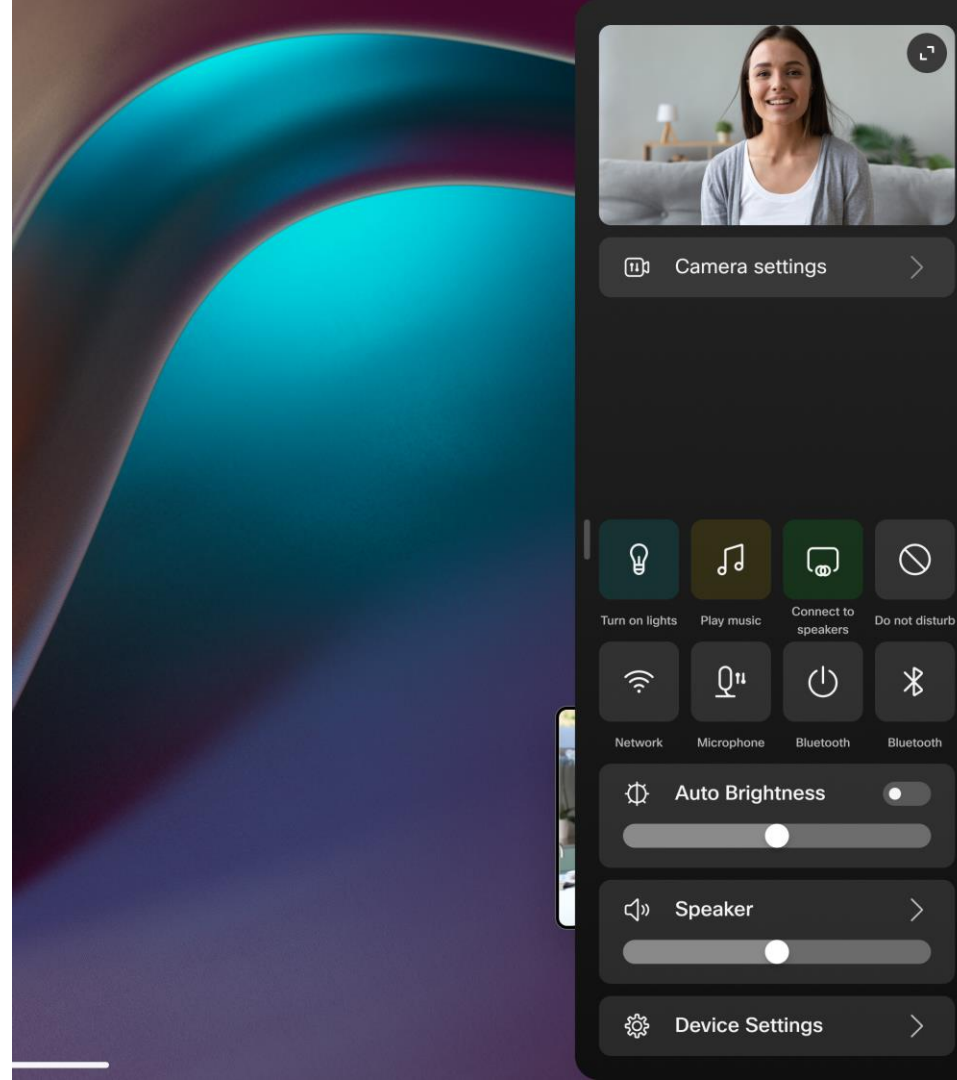 Camera settings
Turn on lights
Play music
Connect to
speakers
Do not disturb
Network
Microphone
Bluetooth
Bluetooth
Auto Brightness
Speaker
Device Settings